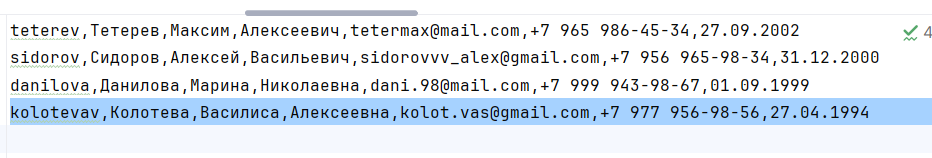 teterev,Тетерев,Максим,Алексеевич,tetermax@mail.com,+7 965 986-45-34,27.09.2002
sidorov,Сидоров,Алексей,Васильевич,sidorovvv_alex@gmail.com,+7 956 965-98-34,31.12.2000
danilova,Данилова,Марина,Николаевна,dani.98@mail.com,+7 999 943-98-67,01.09.1999
kolotevav,Колотева,Василиса,Алексеевна,kolot.vas@gmail.com,+7 977 956-98-56,27.04.1994
4